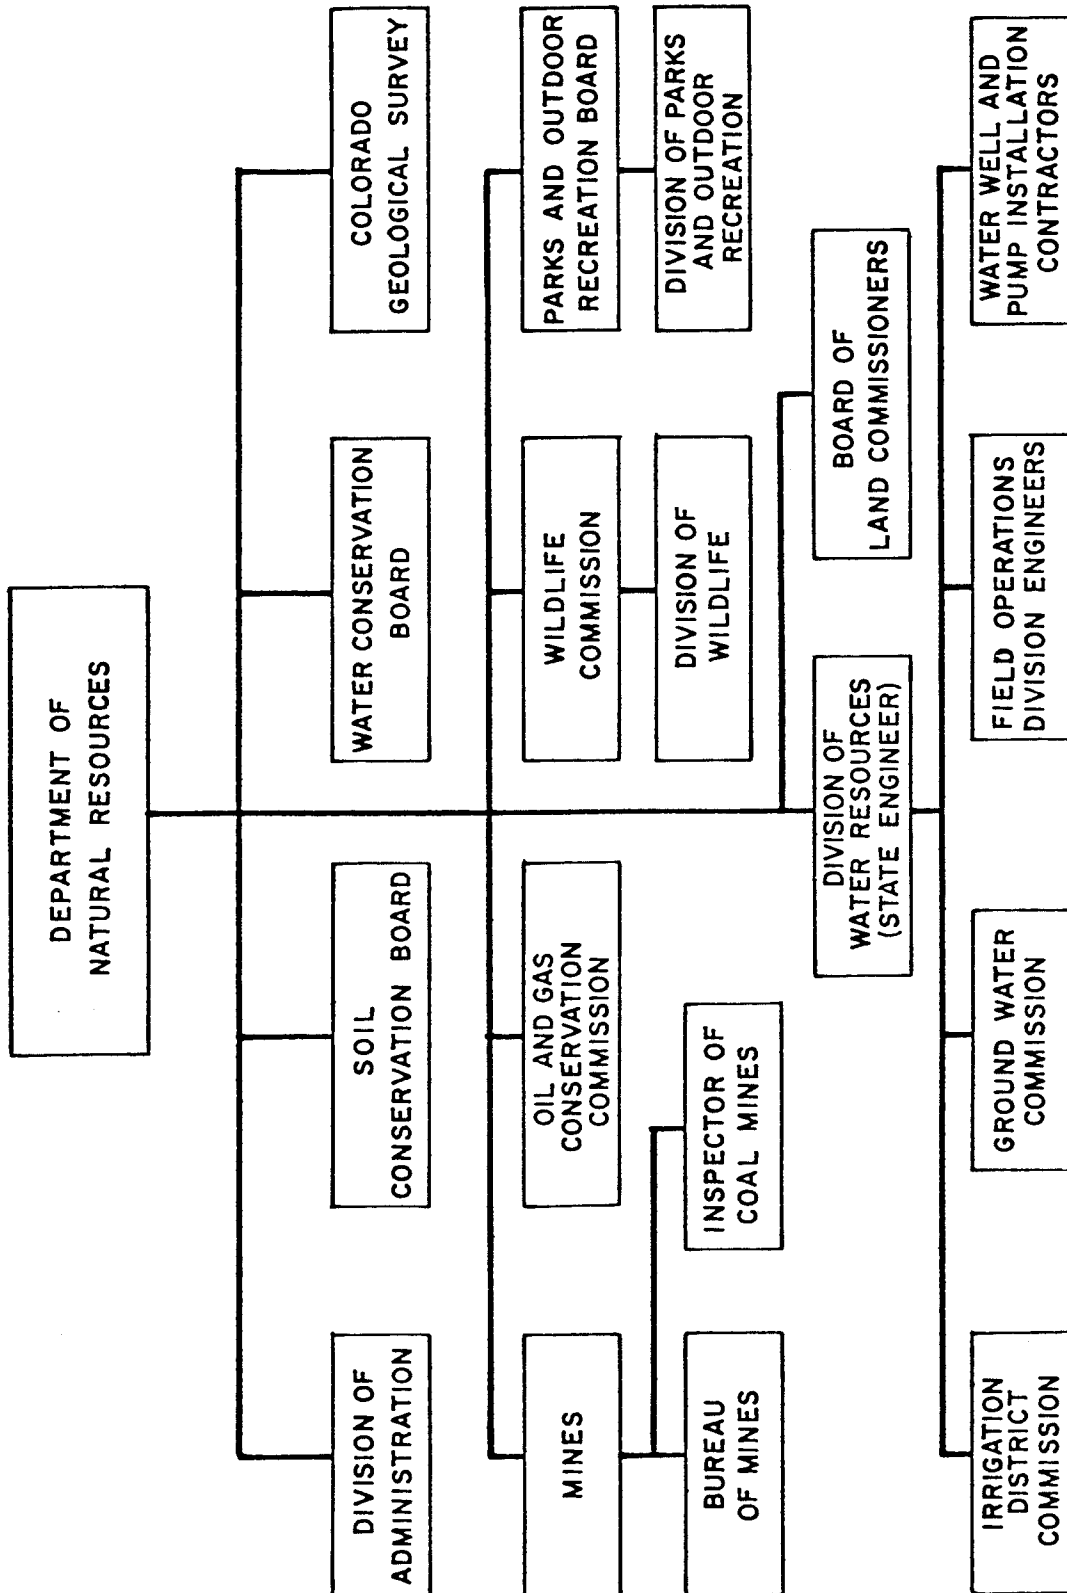 DEPARTMENT OF
NATURAL RESOURCES
DIVISION OF
ADMINISTRATION
SOIL
CONSERVATION BOARD
WATER CONSERVATION
BOARD
COLORADO
GEOLOGICAL SURVEY
MINES
OIL AND GAS
CONSERVATION
COMMISSION
WILDLIFE
COMMISSION
PARKS AND OUTDOOR
RECREATION BOARD
BUREAU
OF MINES
INSPECTOR OF
COAL MINES
DIVISION OF
WILDLIFE
DIVISION OF PARKS
AND OUTDOOR
RECREATION
DIVISION OF
WATER RESOURCES
(STATE ENGINEER)
BOARD OF
LAND COMMISSIONERS
IRRIGATION
DISTRICT
COMMISSION
GROUND WATER
COMMISSION
FIELD OPERATIONS
DIVISION ENGINEERS
WATER WELL AND
PUMP INSTALLATION
CONTRACTORS